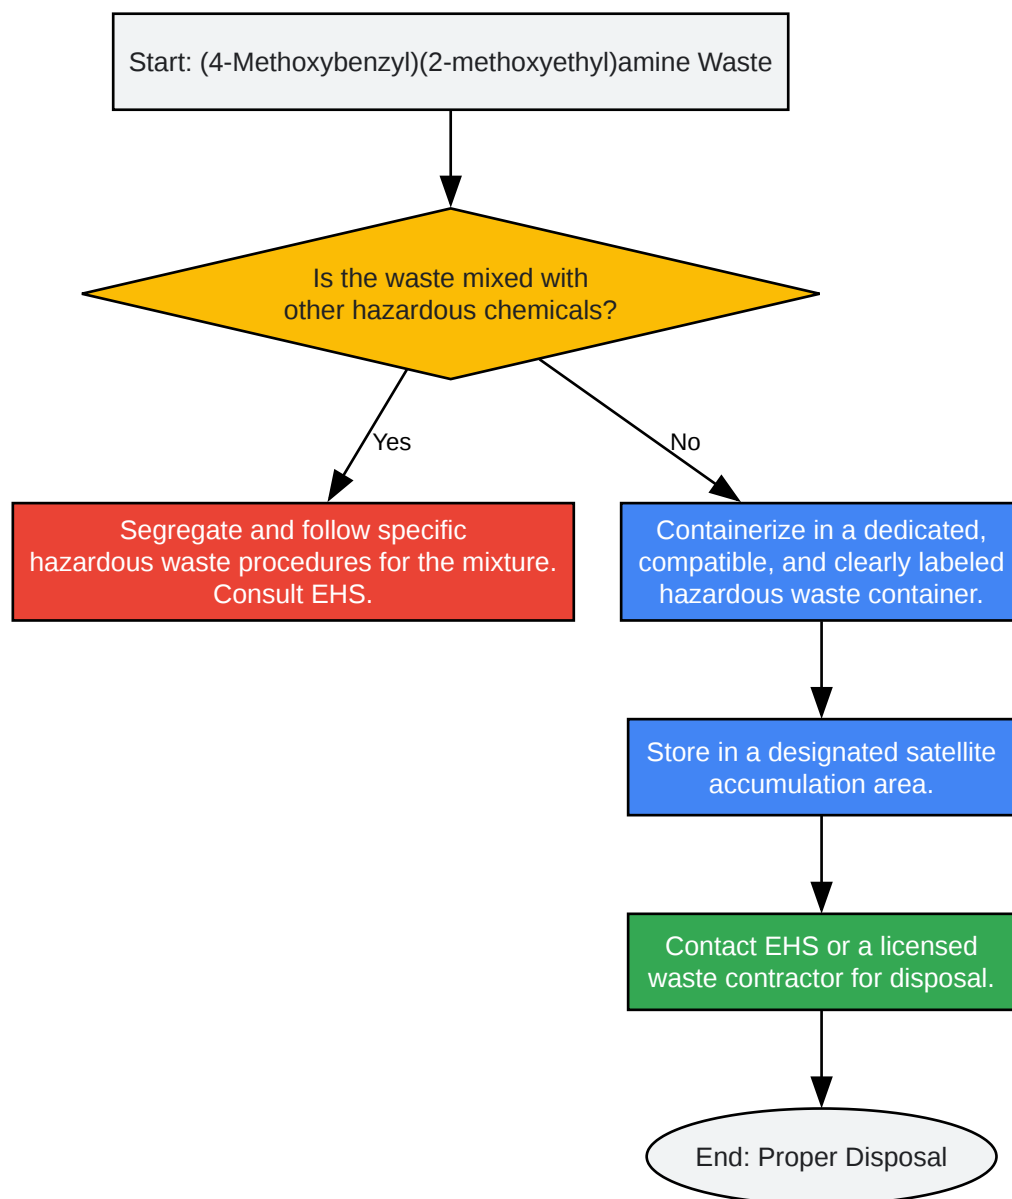 Start: (4-Methoxybenzyl)(2-methoxyethyl)amine Waste
Is the waste mixed with
other hazardous chemicals?
Yes
No
Segregate and follow specific
hazardous waste procedures for the mixture.
Consult EHS.
Containerize in a dedicated,
compatible, and clearly labeled
hazardous waste container.
Store in a designated satellite
accumulation area.
Contact EHS or a licensed
waste contractor for disposal.
End: Proper Disposal